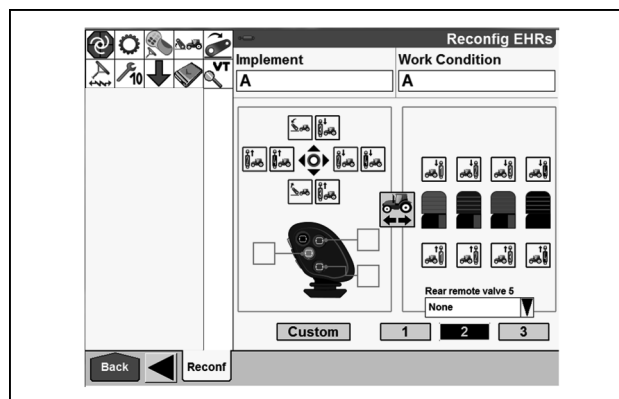 Reconfig EHRs
Implement
Work Condition
A
A
10
VT
Rear remote valve 5
None
Custom
1
2
3
Back
Reconf